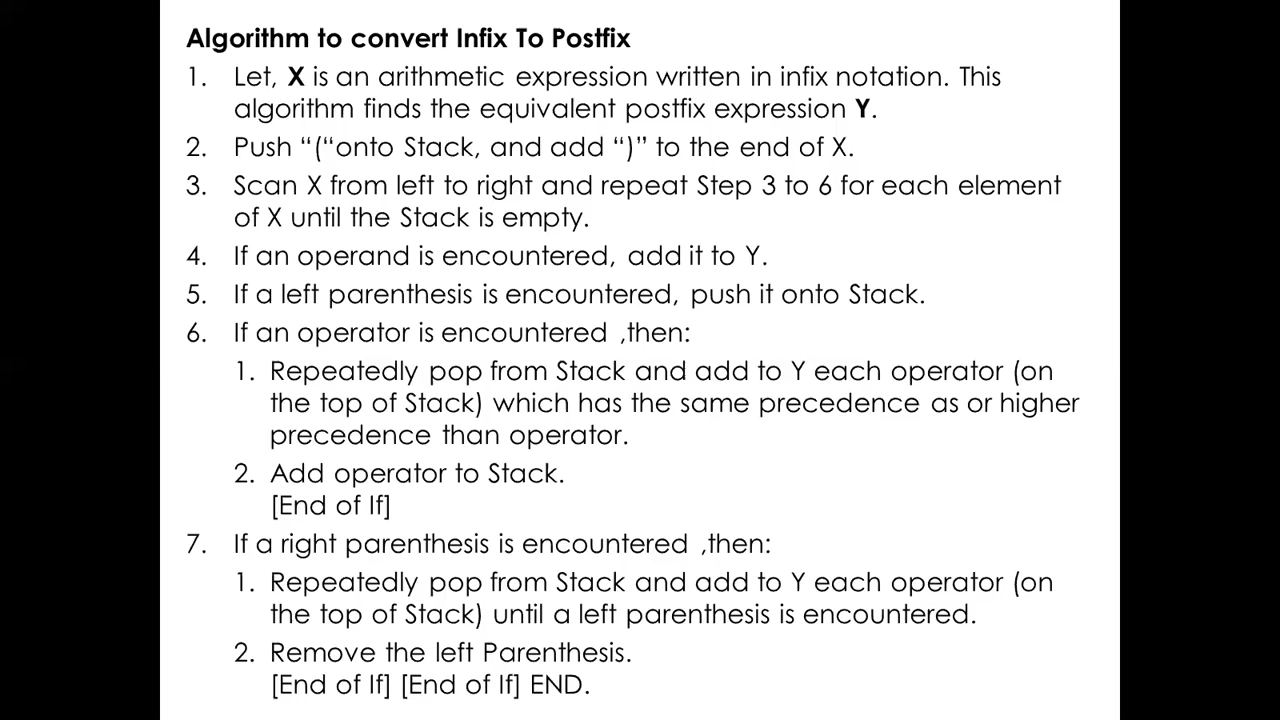 Algorithm to convert Infix To Postfix
1. Let, X is an arithmetic expression written in infix notation. This
algorithm finds the equivalent postfix expression Y.
2. Push “(“onto Stack, and add “)” to the end of X.
3. Scan X from left to right and repeat Step 3 to 6 for each element
of X until the Stack is empty.
4. If an operand is encountered, add it to Y.
5. If a left parenthesis is encountered, push it onto Stack.
6. If an operator is encountered ,then:
1. Repeatedly pop from Stack and add to Y each operator (on
the top of Stack) which has the same precedence as or higher
precedence than operator.
2. Add operator to Stack.
[End of If]
7. If a right parenthesis is encountered ,then:
1. Repeatedly pop from Stack and add to Y each operator (on
the top of Stack) until a left parenthesis is encountered.
2. Remove the left Parenthesis.
[End of If] [End of If] END.